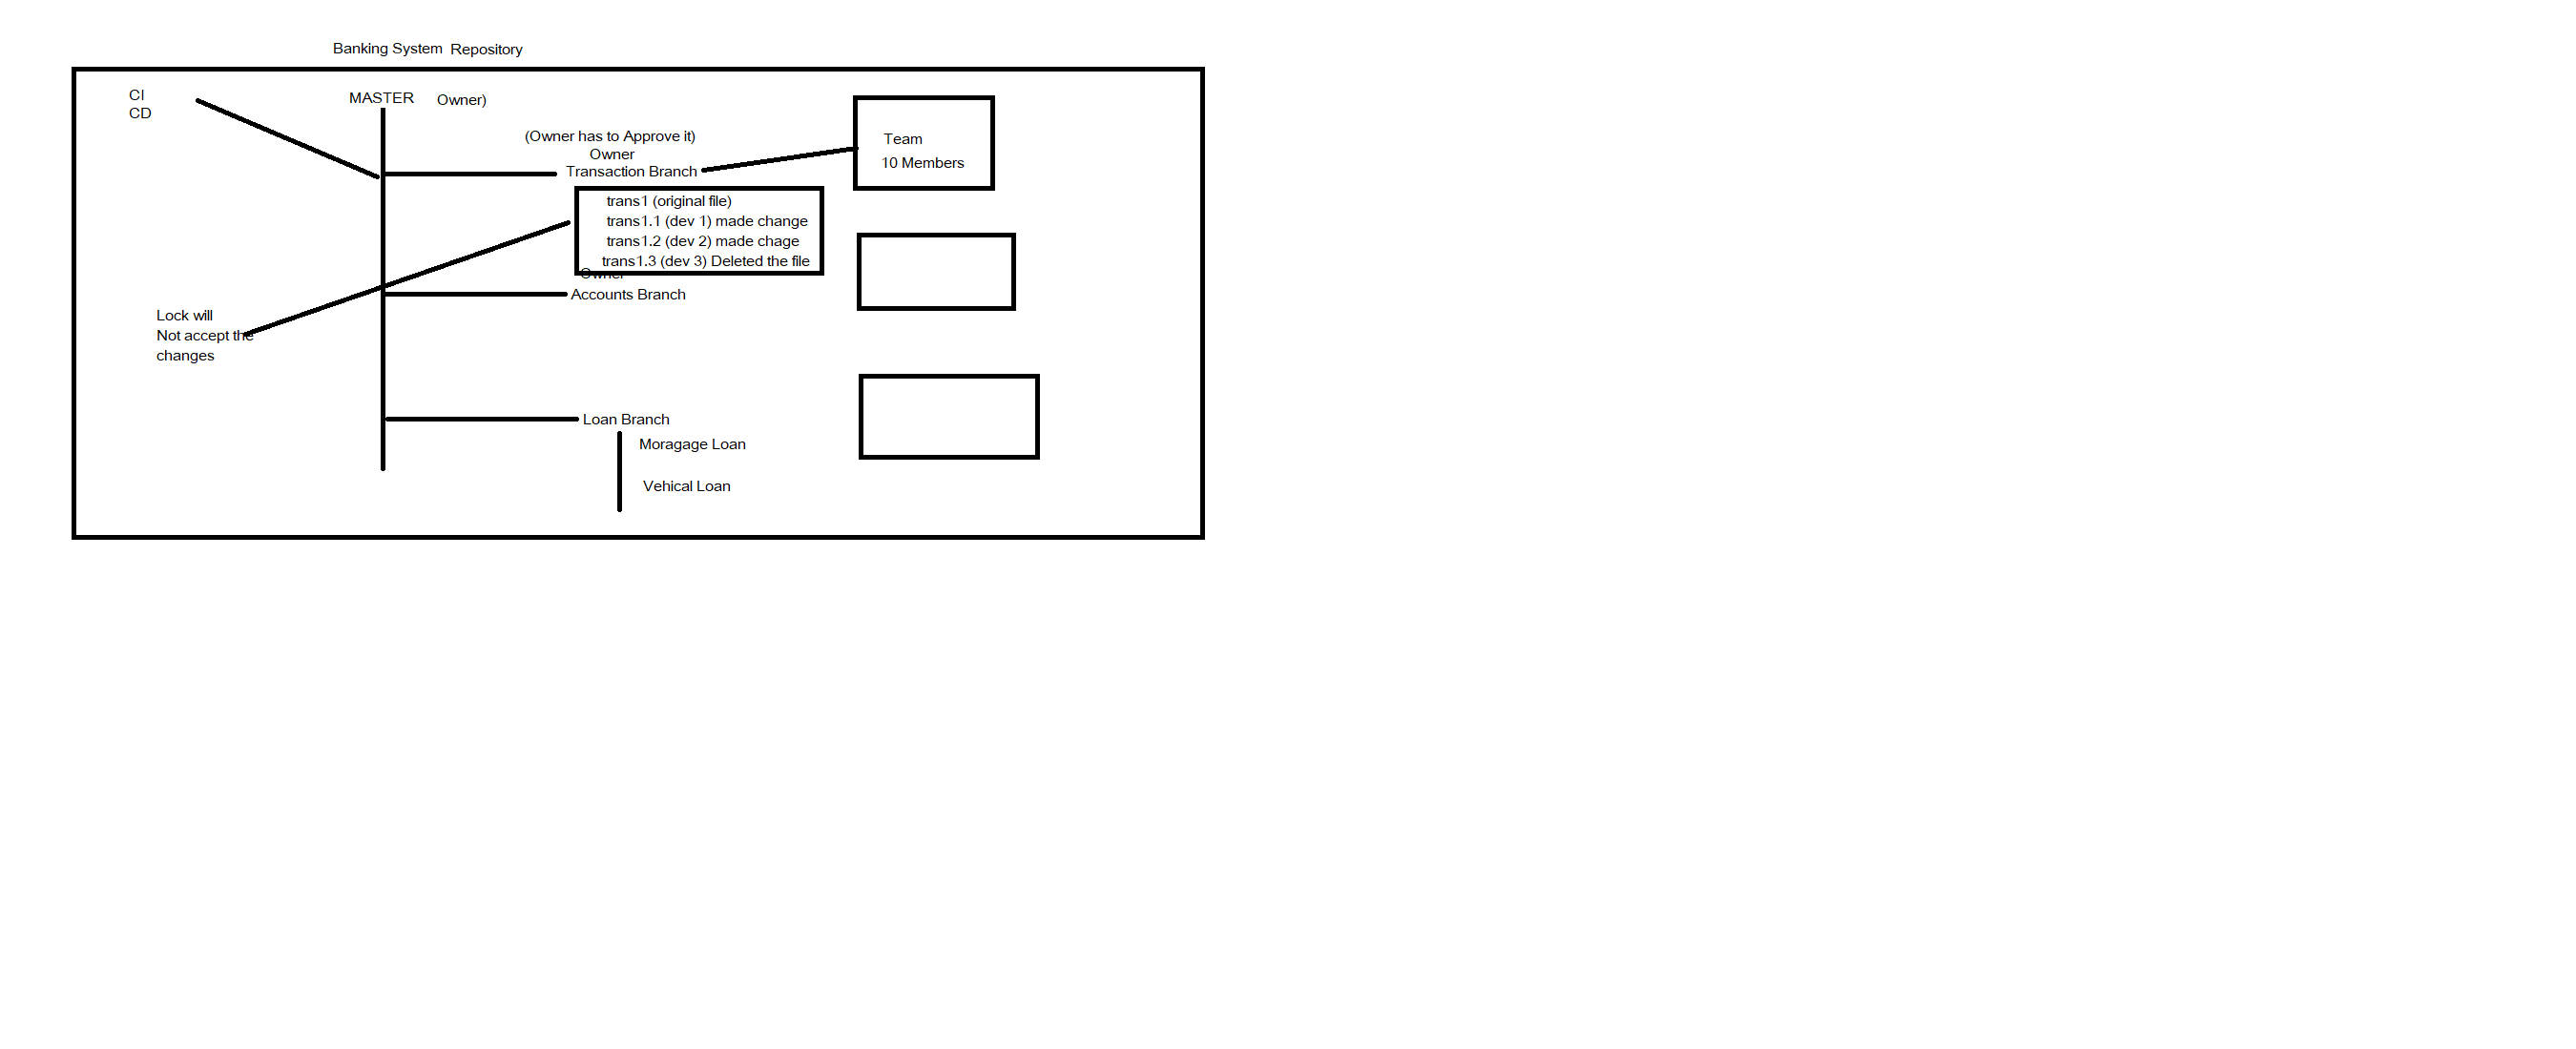 Banking System Repository
CI
CD
MASTER Owner)
(Owner has to Approve it)
Owner
Transaction Branch
Team
10 Members
trans1 (original file)
trans1.1 (dev 1) made change
trans1.2 (dev 2) made chage
trans1.3 (dev 3) Deleted the file
Owner
Accounts Branch
Lock will
Not accept the
changes
Loan Branch
Moragage Loan
Vehical Loan